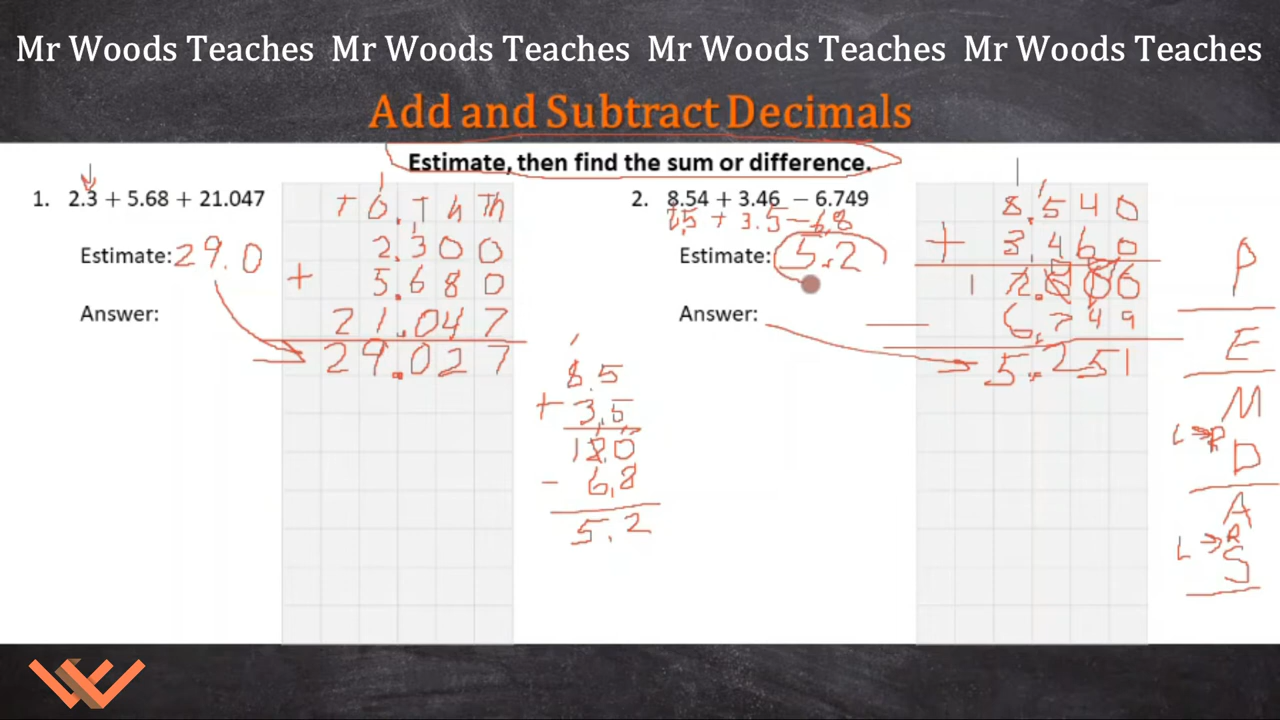 Mr Woods Teaches Mr Woods Teaches Mr Woods Teaches Mr Woods Teaches
Add and Subtract Decimals
Estimate, then find the sum or difference.
1. 2.3 + 5.68 + 21.047
Estimate: 29.0
Answer:
T O. T h Th
2.300
+ 5.680
21.047
29.027
8.5
+ 3.5
12.0
- 6.8
5.2
2. 8.54 + 3.46 − 6.749
8.5 + 3.5 - 6.8
Estimate: 5.2
Answer:
8.540
+ 3.460
6.749
5.251
P
E
M
L → R
D
A
L → R
S